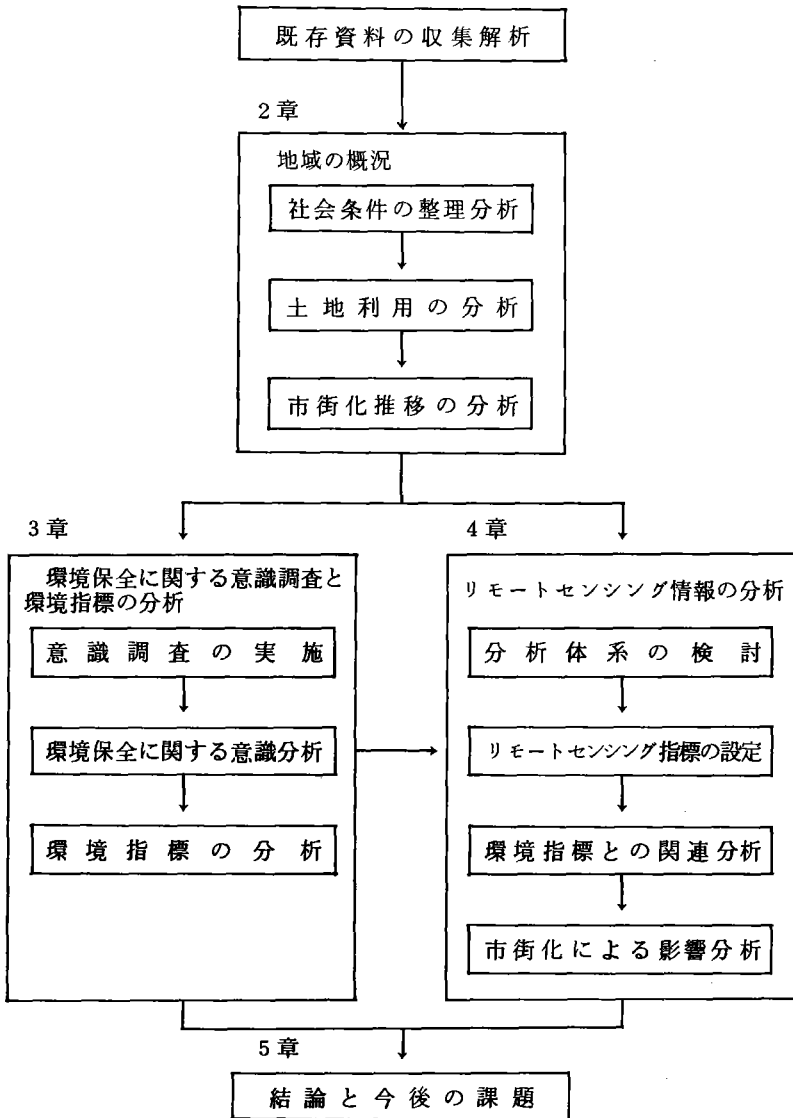 既存資料の収集解析
2章
地域の概況
社会条件の整理分析
土地利用の分析
市街化推移の分析
3章
環境保全に関する意識調査と
環境指標の分析
意識調査の実施
環境保全に関する意識分析
環境指標の分析
4章
リモートセンシング情報の分析
分析体系の検討
リモートセンシング指標の設定
環境指標との関連分析
市街化による影響分析
5章
結論と今後の課題